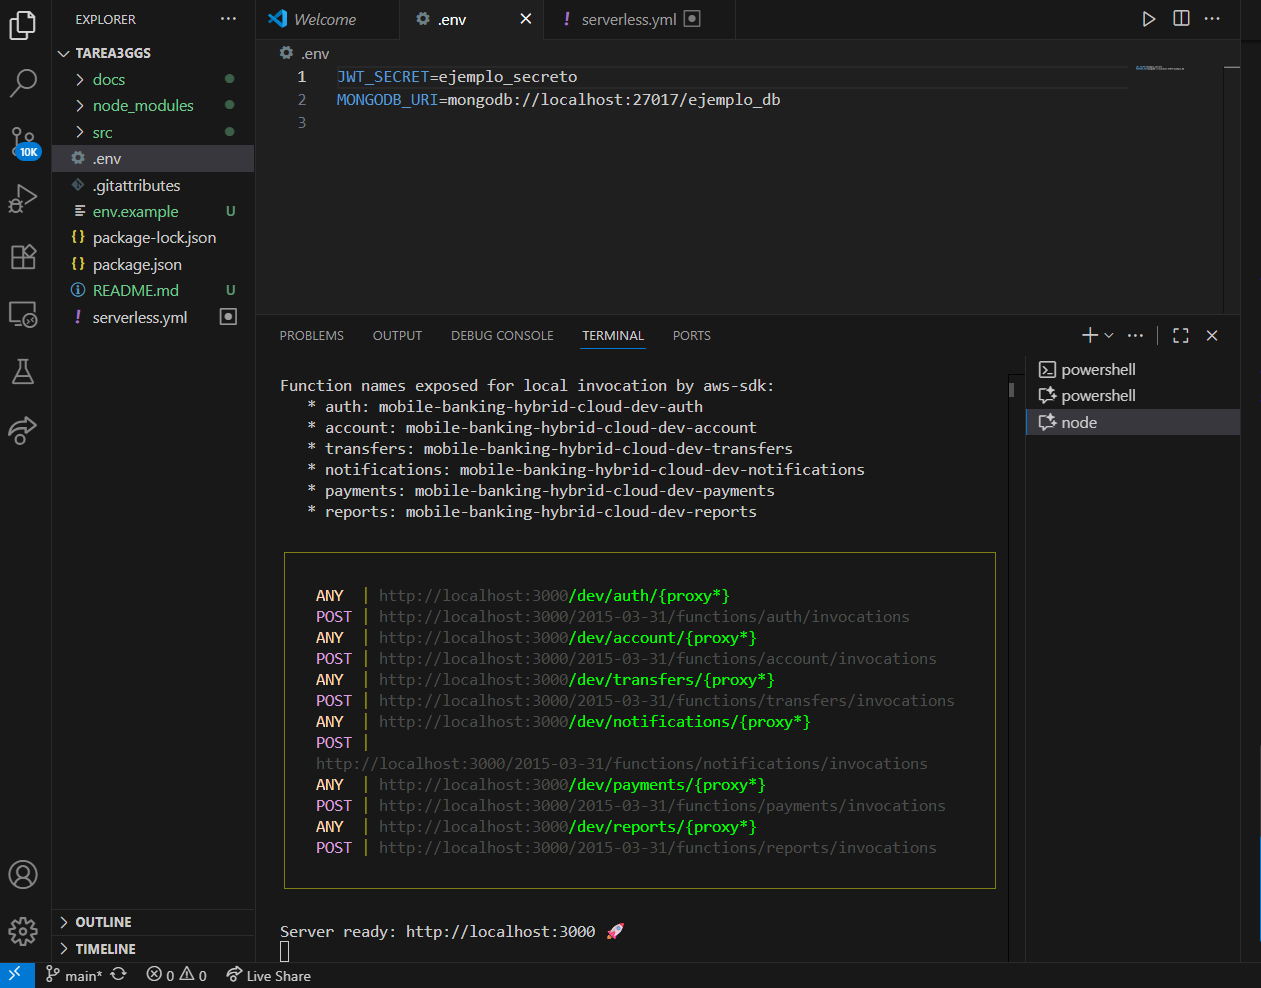 EXPLORER
Welcome
.env
! serverless.yml
TAREA3GGS
docs
node_modules
src
.env
.gitattributes
env.example U
{} package-lock.json
{} package.json
README.md U
! serverless.yml
10K
.env
1 JWT_SECRET=ejemplo_secreto
2 MONGODB_URI=mongodb://localhost:27017/ejemplo_db
3
PROBLEMS OUTPUT DEBUG CONSOLE TERMINAL PORTS
powershell
powershell
node
Function names exposed for local invocation by aws-sdk:
* auth: mobile-banking-hybrid-cloud-dev-auth
* account: mobile-banking-hybrid-cloud-dev-account
* transfers: mobile-banking-hybrid-cloud-dev-transfers
* notifications: mobile-banking-hybrid-cloud-dev-notifications
* payments: mobile-banking-hybrid-cloud-dev-payments
* reports: mobile-banking-hybrid-cloud-dev-reports
ANY | http://localhost:3000/dev/auth/{proxy*}
POST | http://localhost:3000/2015-03-31/functions/auth/invocations
ANY | http://localhost:3000/dev/account/{proxy*}
POST | http://localhost:3000/2015-03-31/functions/account/invocations
ANY | http://localhost:3000/dev/transfers/{proxy*}
POST | http://localhost:3000/2015-03-31/functions/transfers/invocations
ANY | http://localhost:3000/dev/notifications/{proxy*}
POST |
http://localhost:3000/2015-03-31/functions/notifications/invocations
ANY | http://localhost:3000/dev/payments/{proxy*}
POST | http://localhost:3000/2015-03-31/functions/payments/invocations
ANY | http://localhost:3000/dev/reports/{proxy*}
POST | http://localhost:3000/2015-03-31/functions/reports/invocations
Server ready: http://localhost:3000 🚀
OUTLINE
TIMELINE
main* 0 0 Live Share